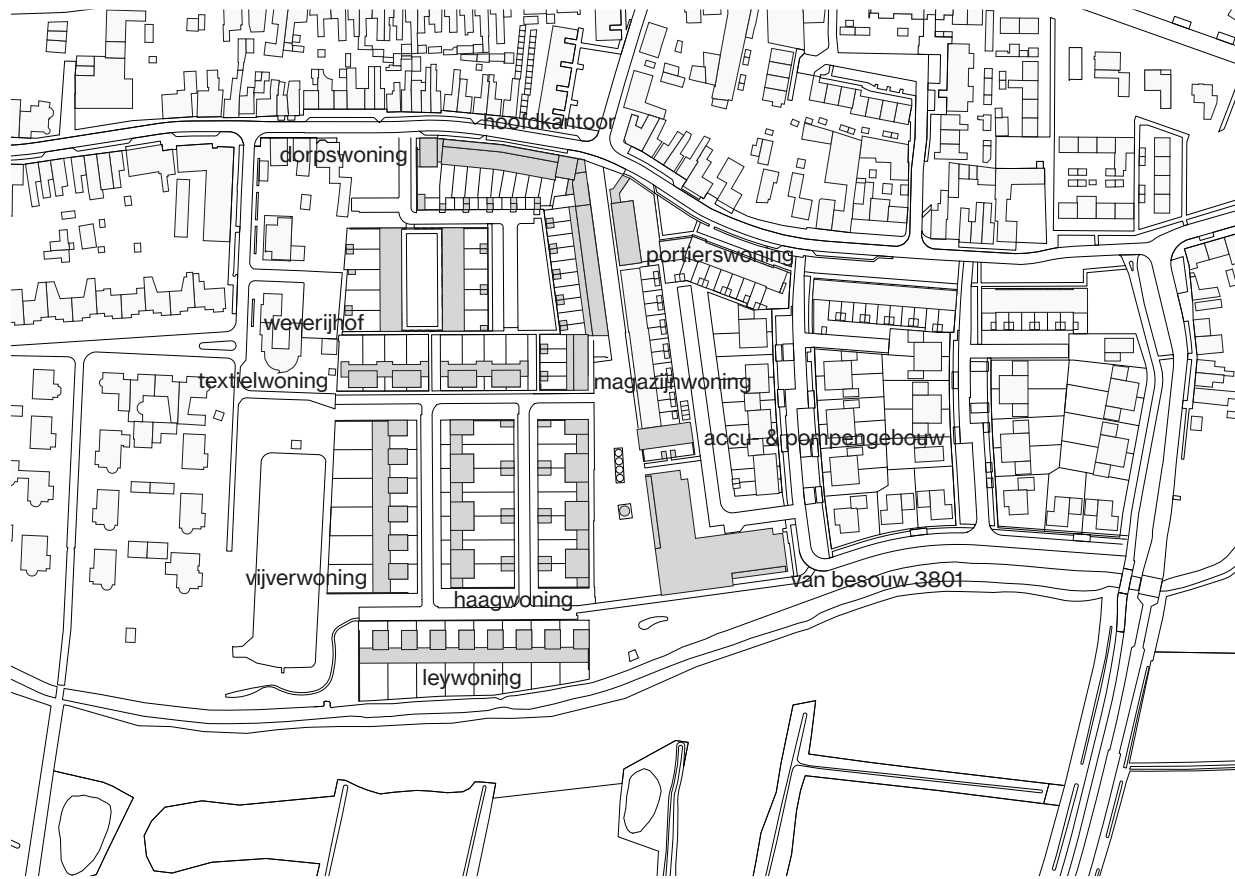 hoofdkantoor
dorpswoning
portierswoning
weverijhof
textielwoning
magazijnwoning
accu- & pompengebouw
vijverwoning
van besouw 3801
haagwoning
leywoning